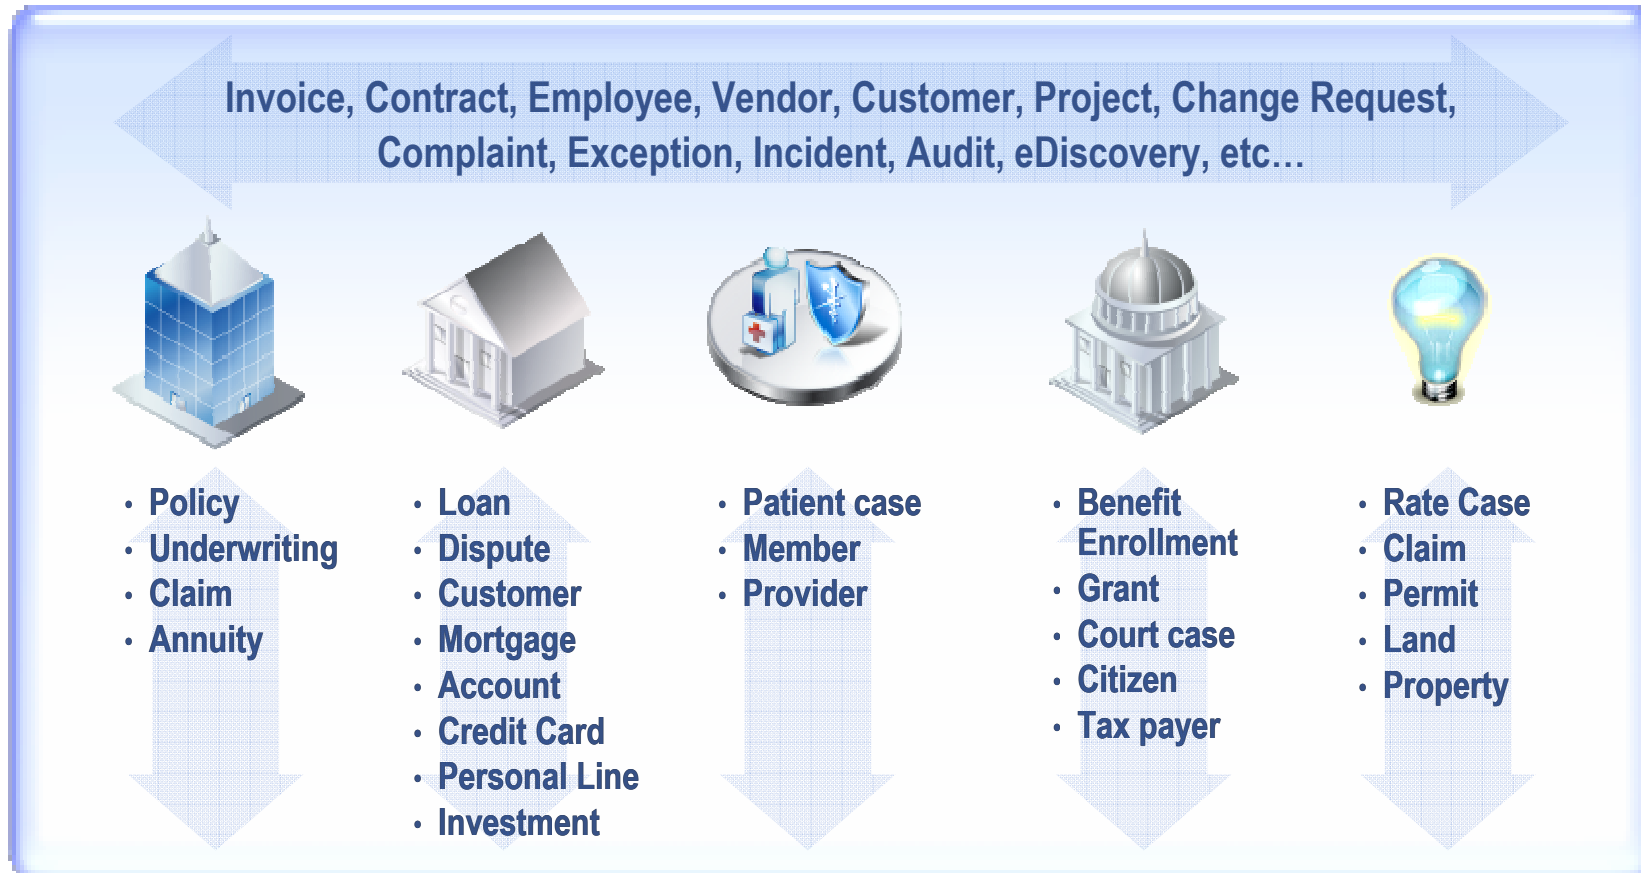 Invoice, Contract, Employee, Vendor, Customer, Project, Change Request,
Complaint, Exception, Incident, Audit, eDiscovery, etc…
• Policy
• Underwriting
• Claim
• Annuity
• Loan
• Dispute
• Customer
• Mortgage
• Account
• Credit Card
• Personal Line
• Investment
• Patient case
• Member
• Provider
• Benefit
Enrollment
• Grant
• Court case
• Citizen
• Tax payer
• Rate Case
• Claim
• Permit
• Land
• Property